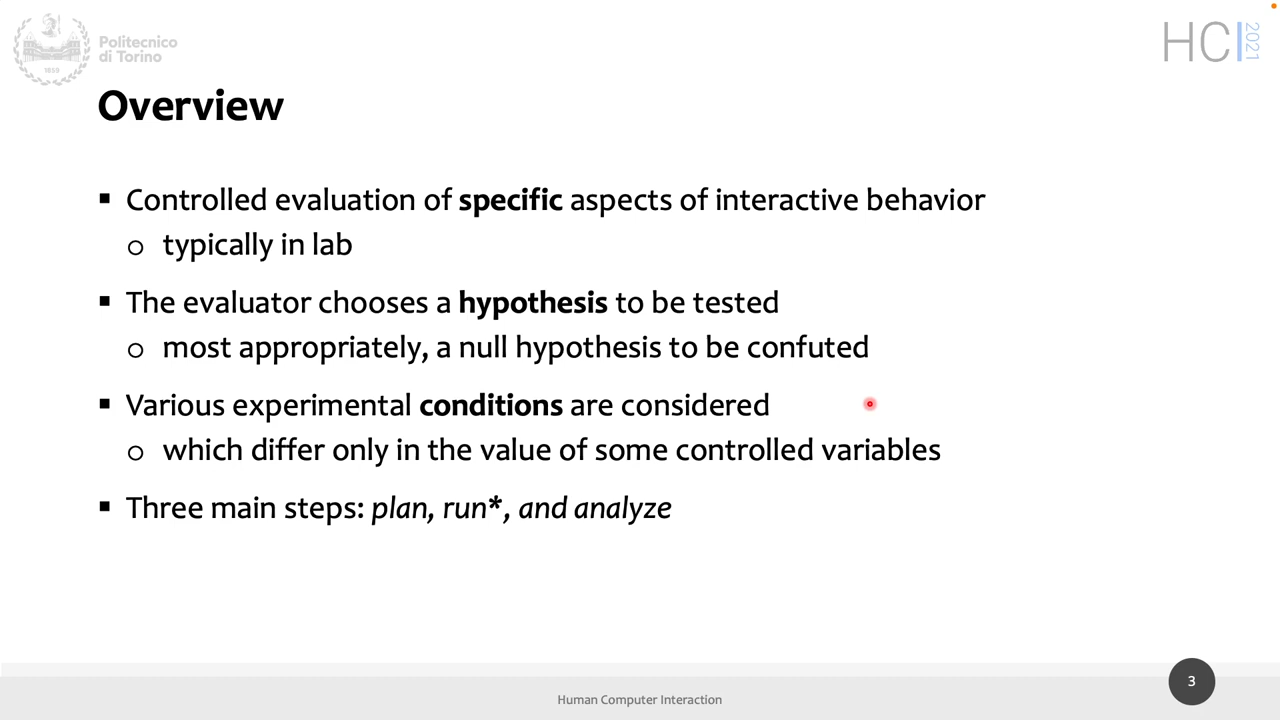 Politecnico
di Torino
1859
HCI 2021
Overview
▪ Controlled evaluation of specific aspects of interactive behavior
o typically in lab
▪ The evaluator chooses a hypothesis to be tested
o most appropriately, a null hypothesis to be confuted
▪ Various experimental conditions are considered
o which differ only in the value of some controlled variables
▪ Three main steps: plan, run*, and analyze
Human Computer Interaction
3